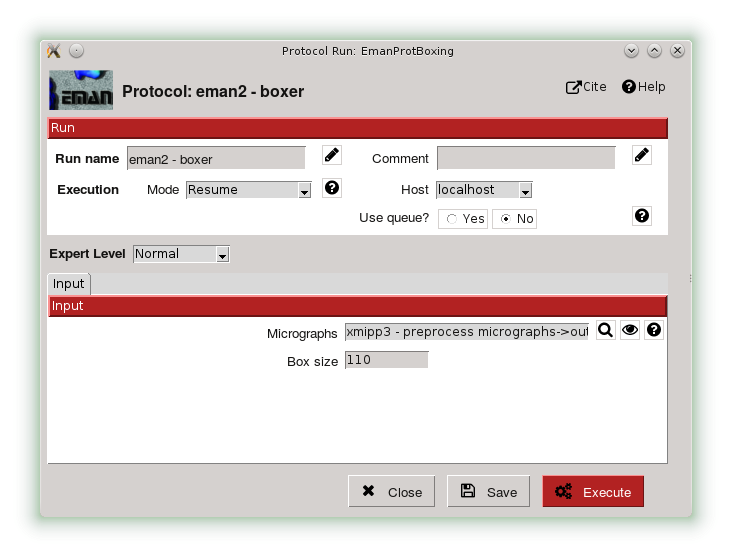 Protocol Run: EmanProtBoxing
EMAN Protocol: eman2 - boxer Cite Help
Run
Run name eman2 - boxer Comment
Execution Mode Resume Host localhost
Use queue? Yes No
Expert Level Normal
Input
Input
Micrographs xmipp3 - preprocess micrographs->out
Box size 110
Close Save Execute